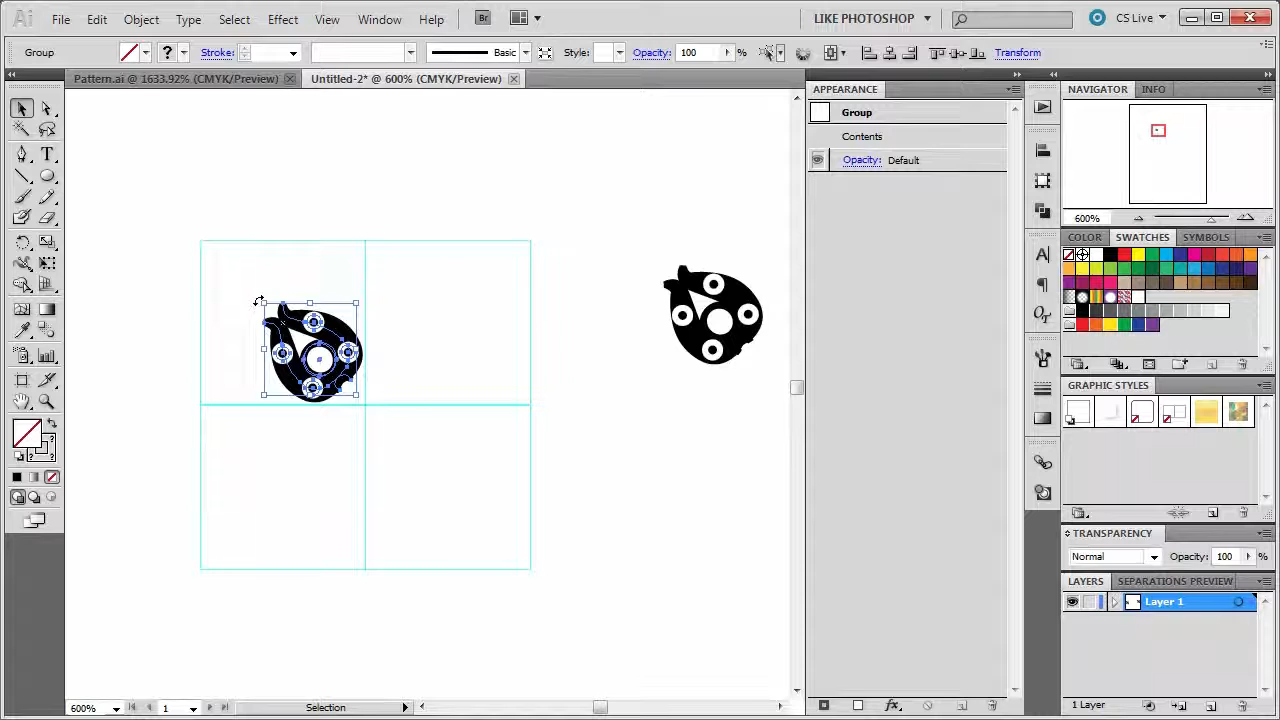 Ai File Edit Object Type Select Effect View Window Help Br LIKE PHOTOSHOP CS Live
Group ? Stroke: Basic Style: Opacity: 100 % Transform
Pattern.ai @ 1633.92% (CMYK/Preview) Untitled-2* @ 600% (CMYK/Preview)
APPEARANCE
Group
Contents
Opacity: Default
NAVIGATOR INFO
600%
COLOR SWATCHES SYMBOLS
GRAPHIC STYLES
TRANSPARENCY
Normal Opacity: 100 %
LAYERS SEPARATIONS PREVIEW
Layer 1
1 Layer
600% 1 Selection
fx